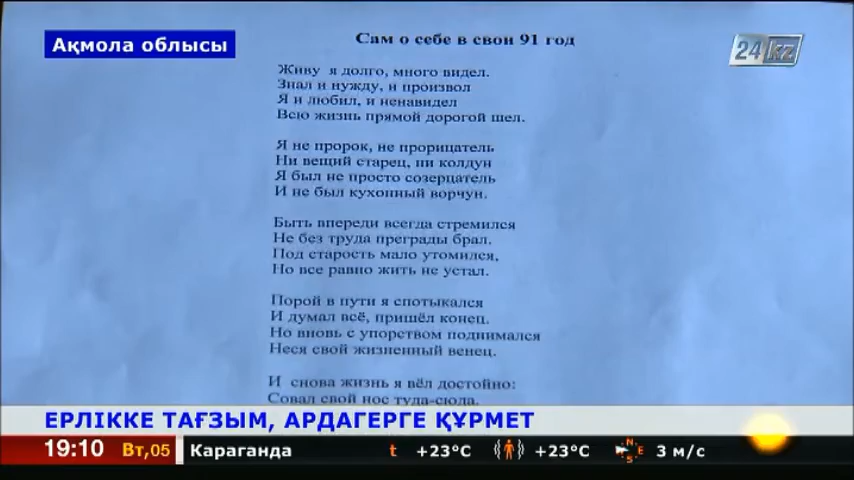 Ақмола облысы
24kz
Сам о себе в свои 91 год
Живу я долго, много видел.
Знал и нужду, и произвол
Я и любил, и ненавидел
Всю жизнь прямой дорогой шел.
Я не пророк, не прорицатель
Ни вещий старец, ни колдун
Я был не просто созерцатель
И не был кухонный ворчун.
Быть впереди всегда стремился
Не без труда преграды брал.
Под старость мало утомился,
Но все равно жить не устал.
Порой в пути я спотыкался
И думал всё, пришёл конец.
Но вновь с упорством поднимался
Неся свой жизненный венец.
И снова жизнь я вёл достойно:
Совал свой нос туда-сюда.
ЕРЛІККЕ ТАҒЗЫМ, АРДАГЕРГЕ ҚҰРМЕТ
19:10 Вт,05 Караганда t +23°C +23°C N E S 3 м/с